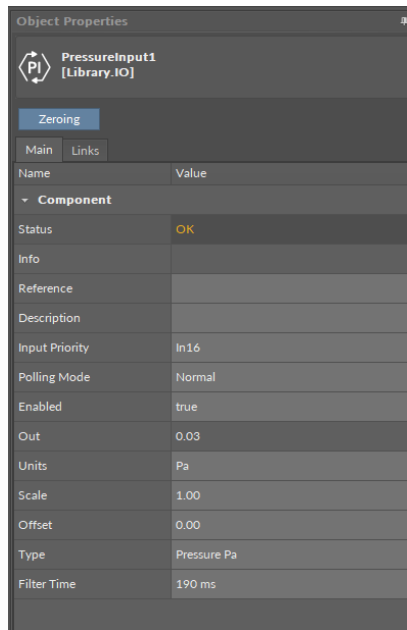 Object Properties
PI
PressureInput1
[Library.IO]
Zeroing
Main Links
Name Value
Component
Status OK
Info
Reference
Description
Input Priority In16
Polling Mode Normal
Enabled true
Out 0.03
Units Pa
Scale 1.00
Offset 0.00
Type Pressure Pa
Filter Time 190 ms